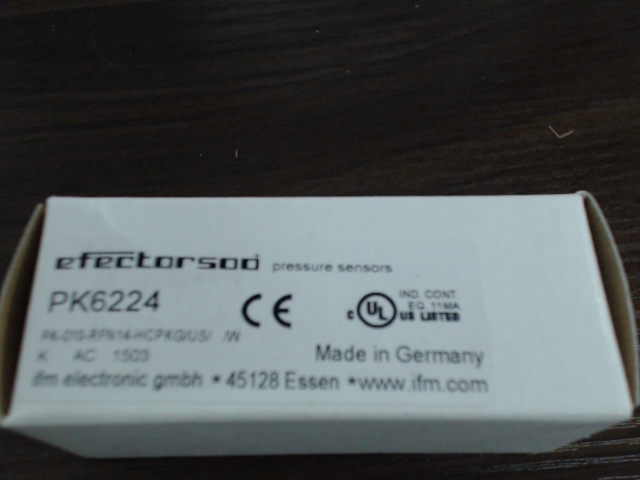 efector500 pressure sensors
PK6224
CE
c UL US LISTED
IND. CONT.
EQ. 11MA
PK-010-RFN14-HCPKG/US/ /W
K AC 1503
Made in Germany
ifm electronic gmbh * 45128 Essen * www.ifm.com